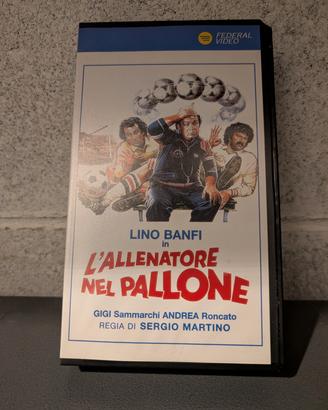 FEDERAL
VIDEO
LINO BANFI
in
L'ALLENATORE
NEL PALLONE
GIGI Sammarchi ANDREA Roncato
REGIA DI SERGIO MARTINO